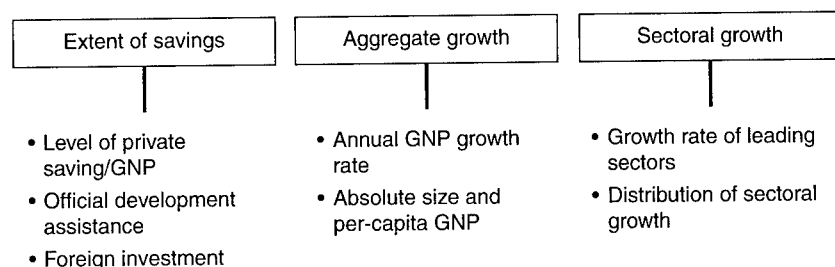 Extent of savings
• Level of private
saving/GNP
• Official development
assistance
• Foreign investment
Aggregate growth
• Annual GNP growth
rate
• Absolute size and
per-capita GNP
Sectoral growth
• Growth rate of leading
sectors
• Distribution of sectoral
growth